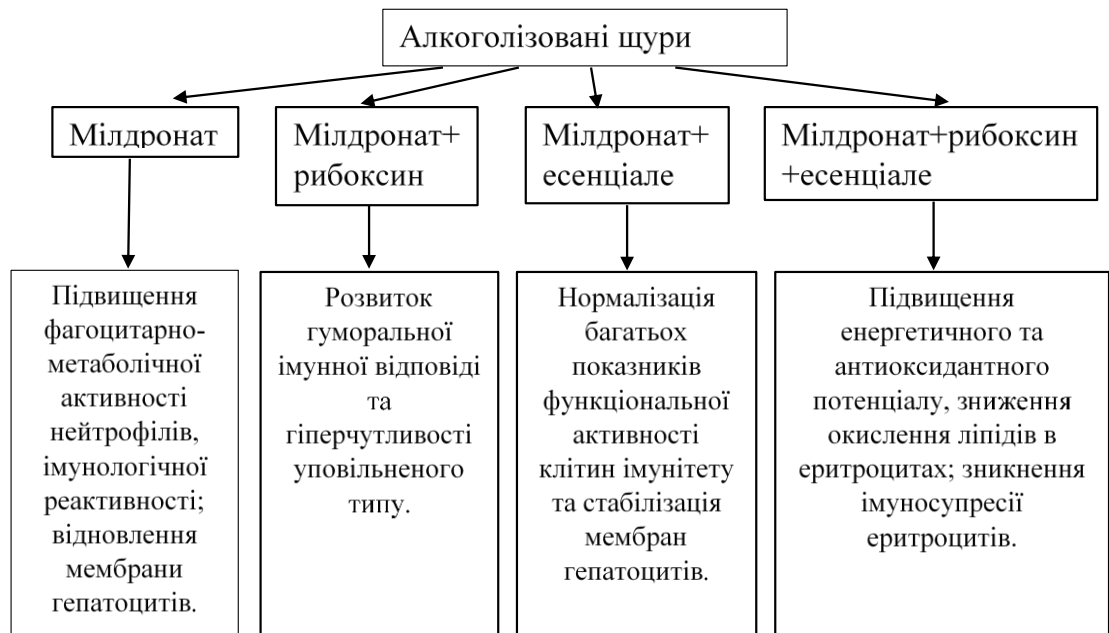 Алкоголізовані щури
Мілдронат
Мілдронат+
рибоксин
Мілдронат+
есенціале
Мілдронат+рибоксин
+есенціале
Підвищення
фагоцитарно-
метаболічної
активності
нейтрофілів,
імунологічної
реактивності;
відновлення
мембрани
гепатоцитів.
Розвиток
гуморальної
імунної відповіді
та
гіперчутливості
уповільненого
типу.
Нормалізація
багатьох
показників
функціональної
активності
клітин імунітету
та стабілізація
мембран
гепатоцитів.
Підвищення
енергетичного та
антиоксидантного
потенціалу, зниження
окислення ліпідів в
еритроцитах; зникнення
імуносупресії
еритроцитів.